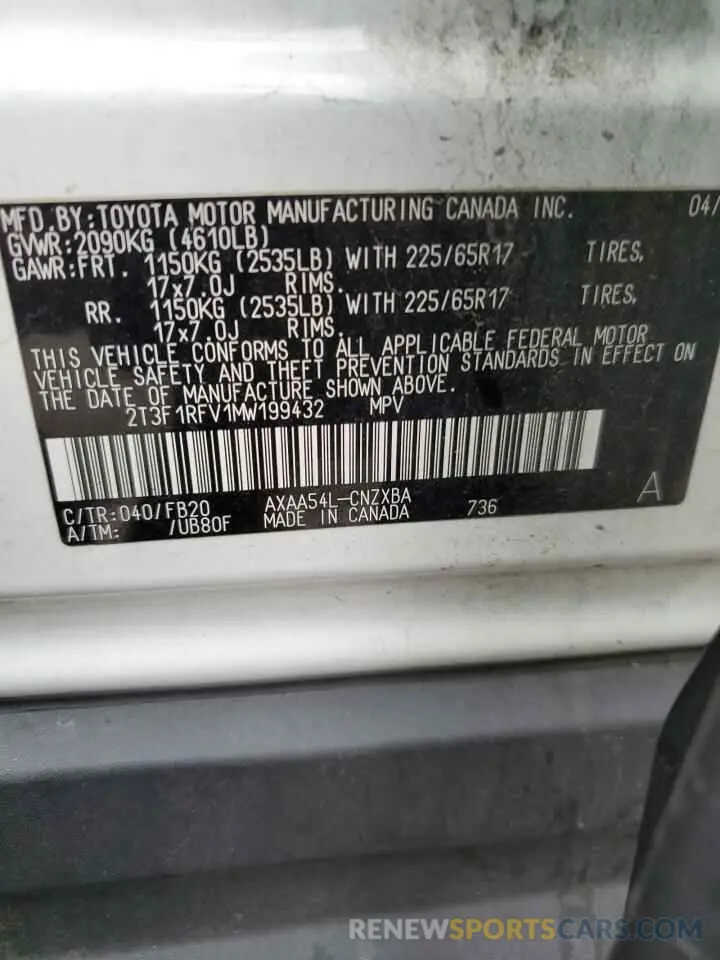 MFD.BY:TOYOTA MOTOR MANUFACTURING CANADA INC. 04/
GVWR:2090KG (4610LB)
GAWR:FRT. 1150KG (2535LB) WITH 225/65R17 TIRES,
17x7.0J RIMS.
RR. 1150KG (2535LB) WITH 225/65R17 TIRES,
17x7.0J RIMS.
THIS VEHICLE CONFORMS TO ALL APPLICABLE FEDERAL MOTOR
VEHICLE SAFETY AND THEFT PREVENTION STANDARDS IN EFFECT ON
THE DATE OF MANUFACTURE SHOWN ABOVE.
2T3F1RFV1MW199432 MPV
C/TR:040/FB20 AXAA54L-CNZXBA A
A/TM: /UB80F MADE IN CANADA 736
RENEWSPORTSCARS.COM